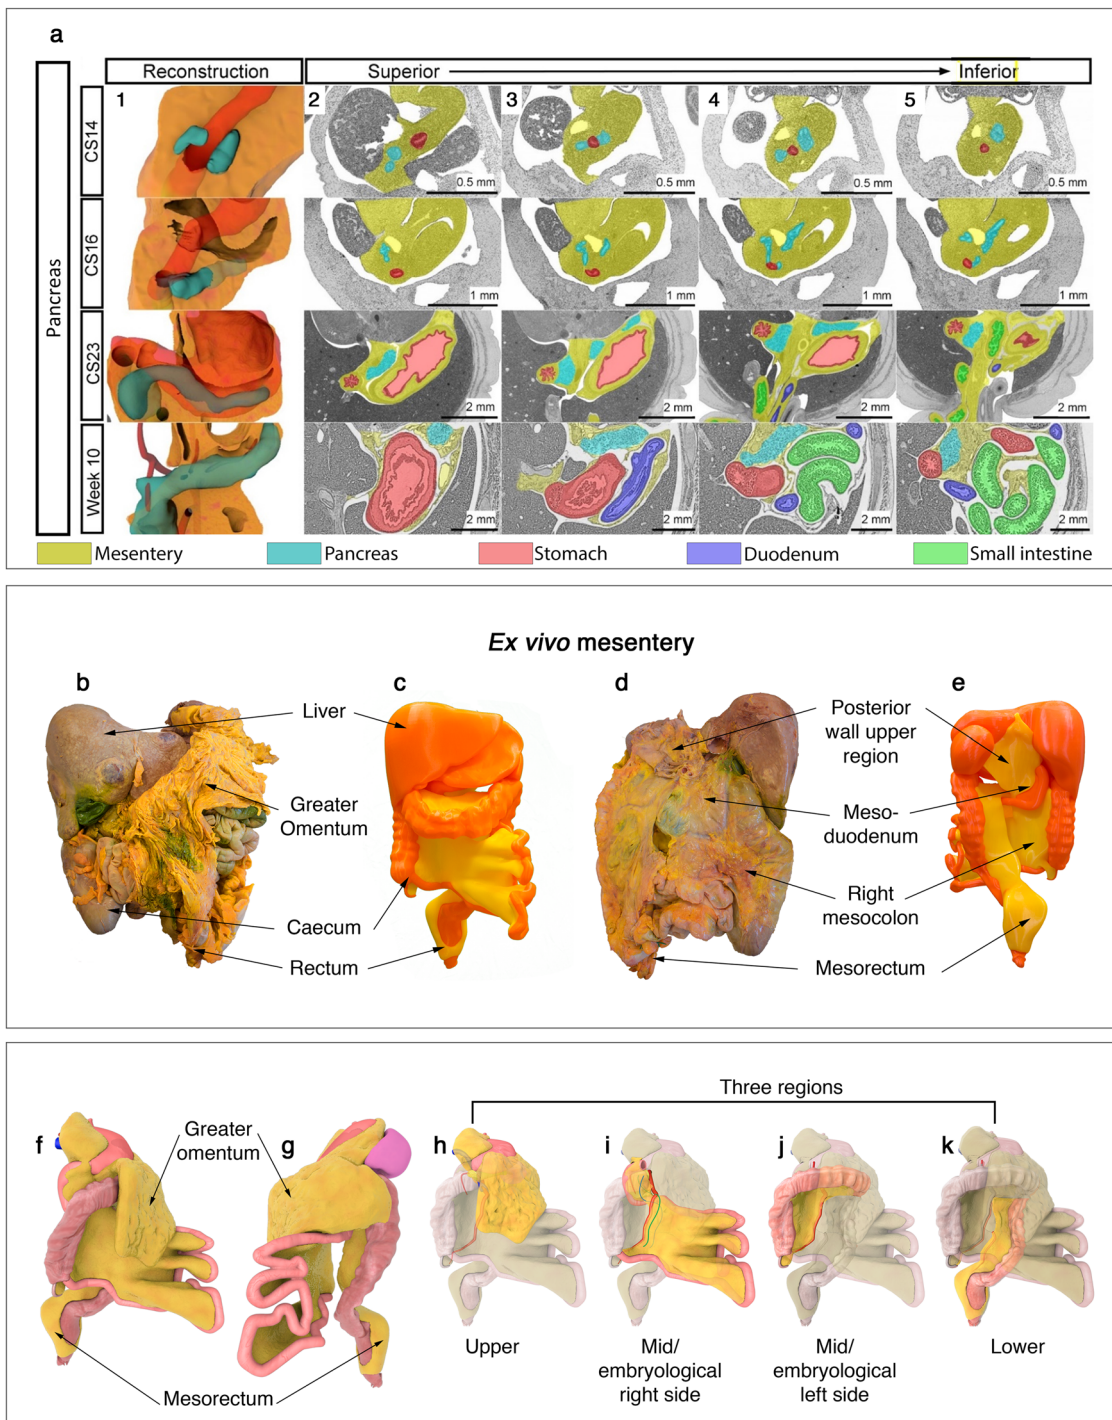 a
Reconstruction
Superior
Inferior
Pancreas
CS14
1
2
3
4
5
0.5 mm
0.5 mm
0.5 mm
0.5 mm
CS16
1 mm
1 mm
1 mm
1 mm
CS23
2 mm
2 mm
2 mm
2 mm
Week 10
2 mm
2 mm
2 mm
2 mm
Mesentery
Pancreas
Stomach
Duodenum
Small intestine
Ex vivo mesentery
b
c
d
e
Liver
Greater
Omentum
Caecum
Rectum
Posterior
wall upper
region
Meso-
duodenum
Right
mesocolon
Mesorectum
Three regions
f
Greater
omentum
g
h
i
j
k
Mesorectum
Upper
Mid/
embryological
right side
Mid/
embryological
left side
Lower